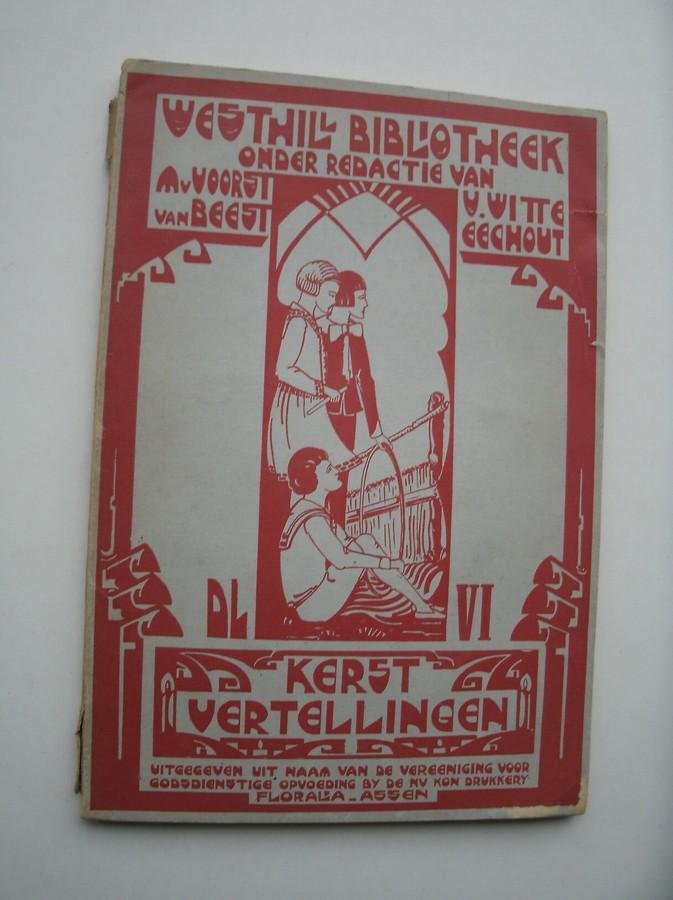 WESTHILL BIBLIOTHEEK
ONDER REDACTIE VAN
M.v VOORST
VAN BEEST
U. WITTE
EECHOUT
DL VI
KERST
VERTELLINGEN
UITGEGEVEN UIT NAAM VAN DE VEREENIGING VOOR
GODSDIENSTIGE OPVOEDING BY DE NV KON DRUKKERY
FLORALIA - ASSEN